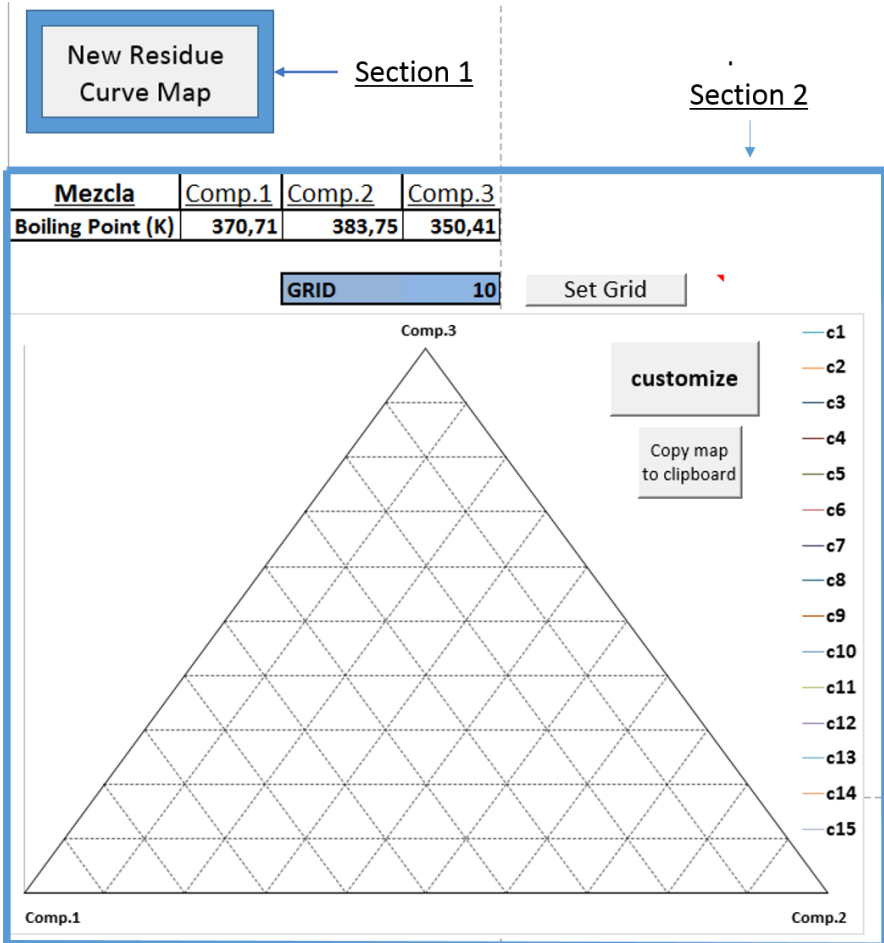 New Residue
Curve Map
Section 1
Section 2
Mezcla Comp.1 Comp.2 Comp.3
Boiling Point (K) 370,71 383,75 350,41
GRID 10 Set Grid
Comp.3
customize
Copy map
to clipboard
c1
c2
c3
c4
c5
c6
c7
c8
c9
c10
c11
c12
c13
c14
c15
Comp.1 Comp.2